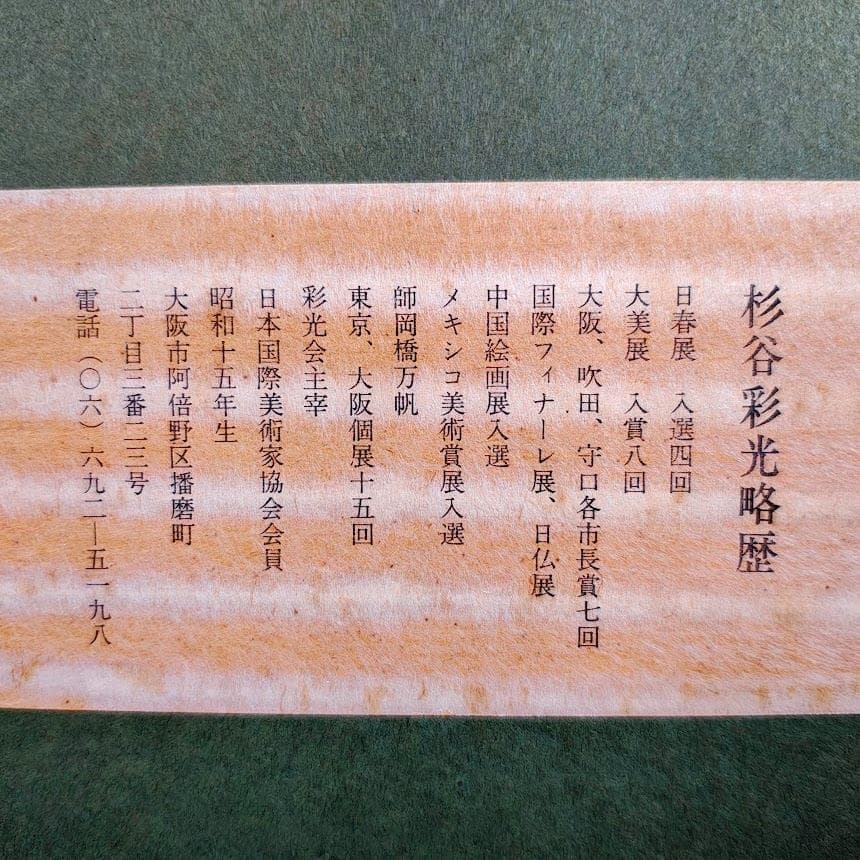 杉谷彩光略歴
日春展　入選四回
大美展　入賞八回
大阪、吹田、守口各市長賞七回
国際フィナーレ展、日仏展
中国絵画展入選
メキシコ美術賞展入選
師岡橋万帆
東京、大阪個展十五回
彩光会主宰
日本国際美術家協会会員
昭和十五年生
大阪市阿倍野区播磨町
二丁目三番二三号
電話（〇六）六九二―五一九八